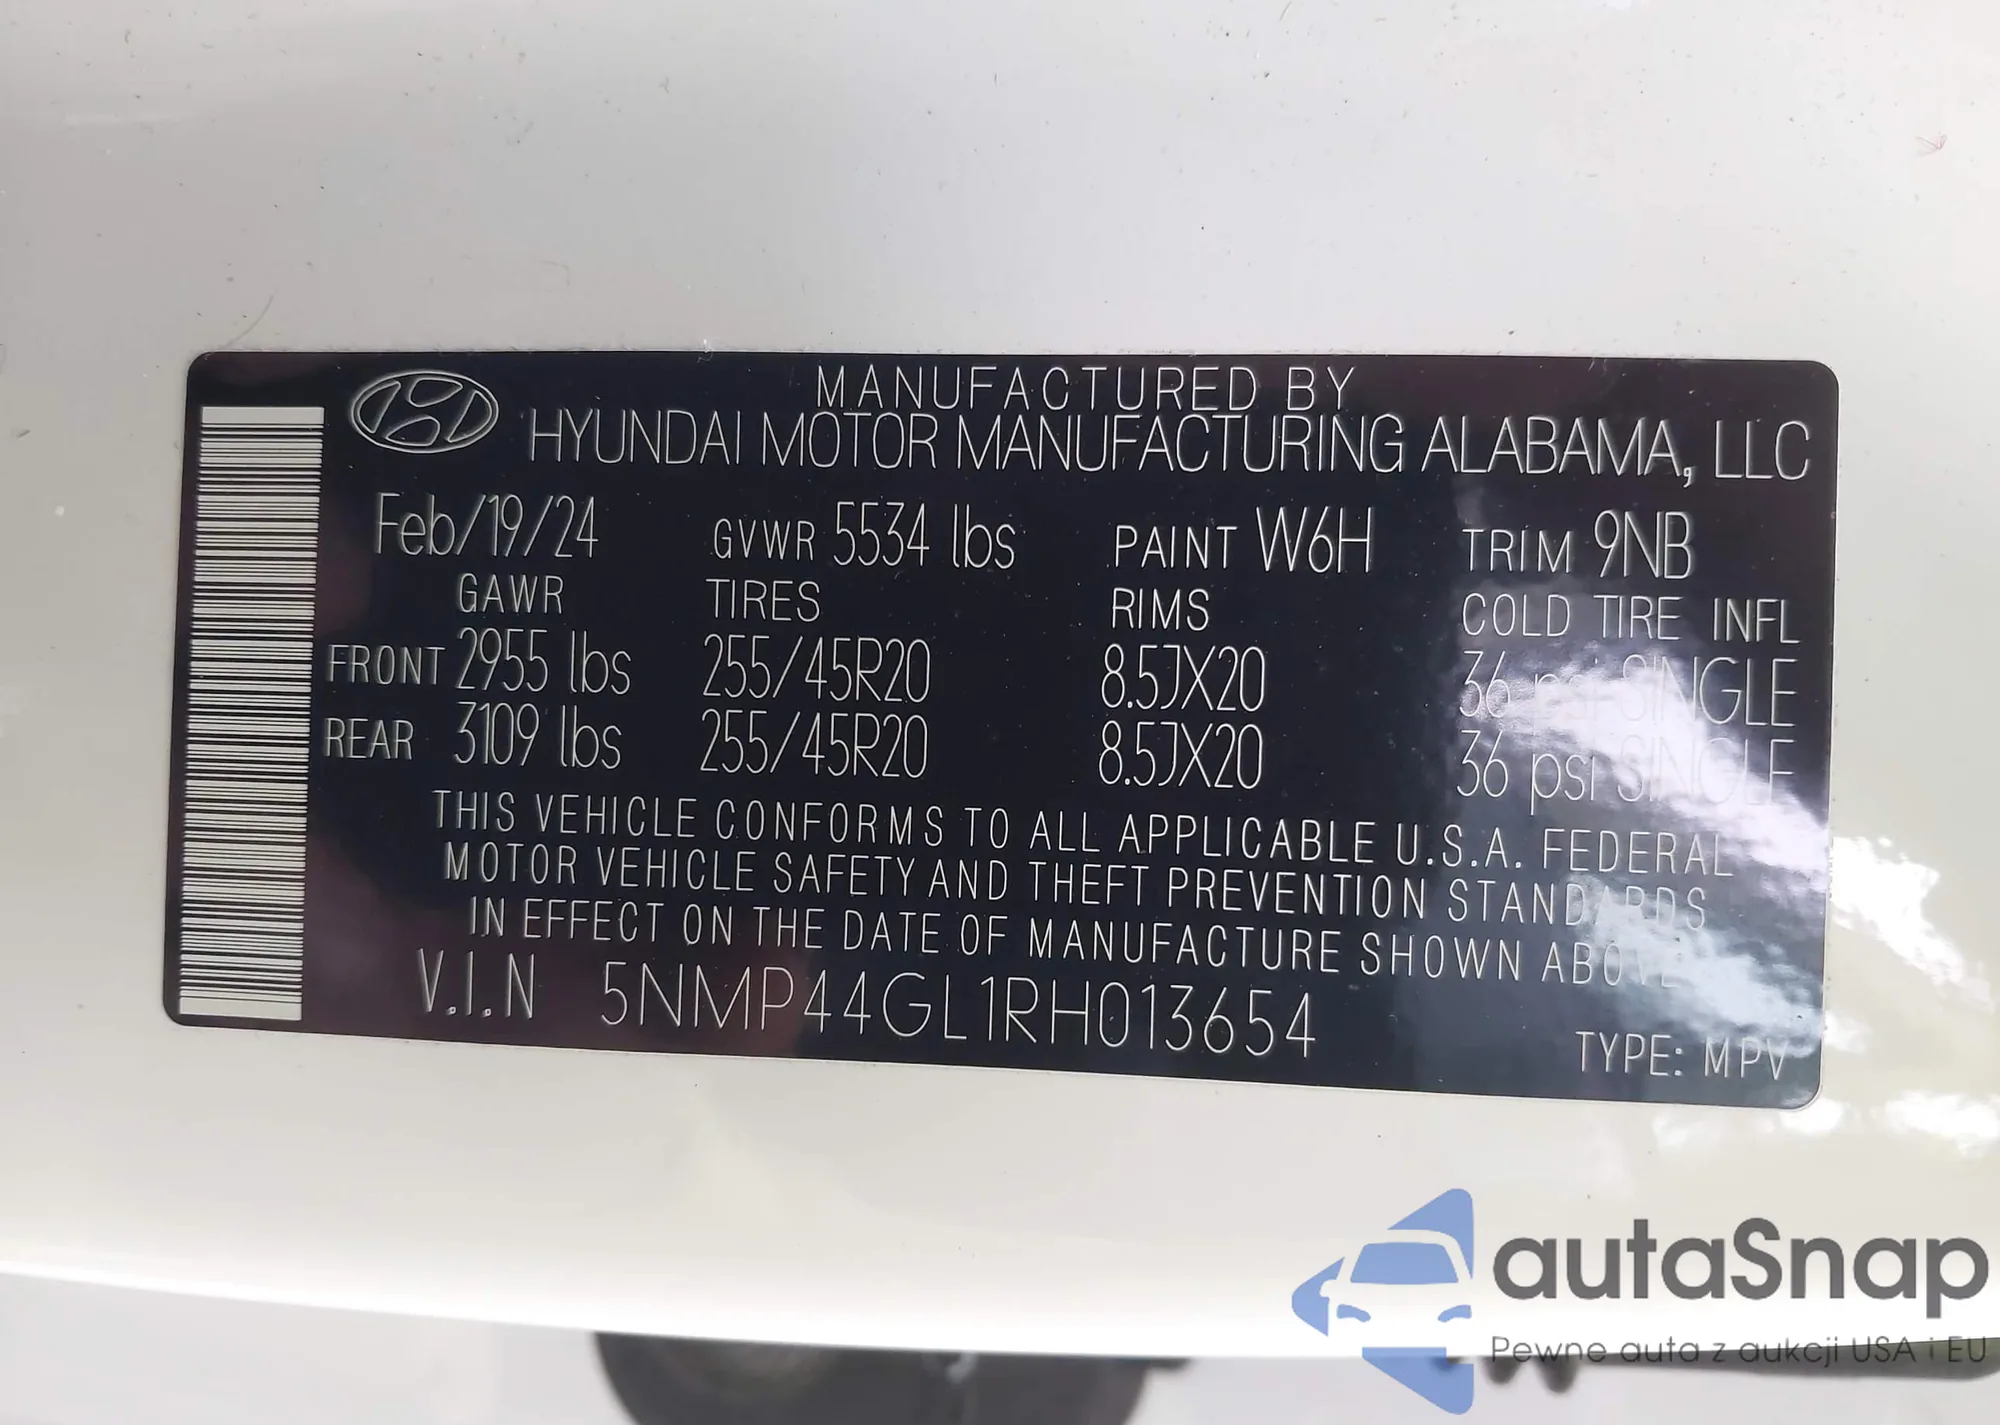 MANUFACTURED BY
HYUNDAI MOTOR MANUFACTURING ALABAMA, LLC
Feb/19/24 GVWR 5534 lbs PAINT W6H TRIM 9NB
GAWR TIRES RIMS COLD TIRE INFL
FRONT 2955 lbs 255/45R20 8.5JX20 36 psi SINGLE
REAR 3109 lbs 255/45R20 8.5JX20 36 psi SINGLE
THIS VEHICLE CONFORMS TO ALL APPLICABLE U.S.A. FEDERAL
MOTOR VEHICLE SAFETY AND THEFT PREVENTION STANDARDS
IN EFFECT ON THE DATE OF MANUFACTURE SHOWN ABOVE.
V.I.N 5NMP44GL1RH013654
TYPE: MPV
autaSnap
Pewne auta z aukcji USA i EU